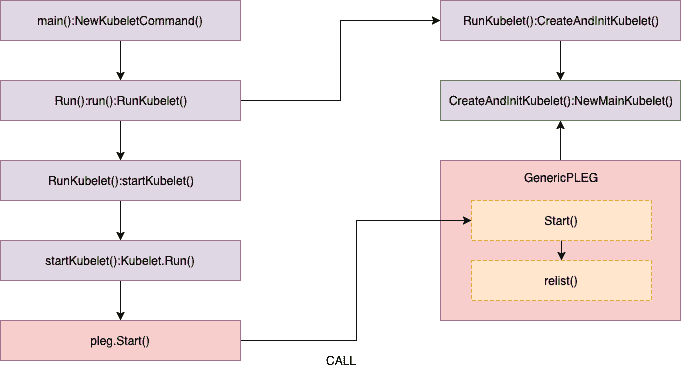 main():NewKubeletCommand()
RunKubelet():CreateAndInitKubelet()
Run():run():RunKubelet()
CreateAndInitKubelet():NewMainKubelet()
RunKubelet():startKubelet()
GenericPLEG
Start()
startKubelet():Kubelet.Run()
relist()
pleg.Start()
CALL